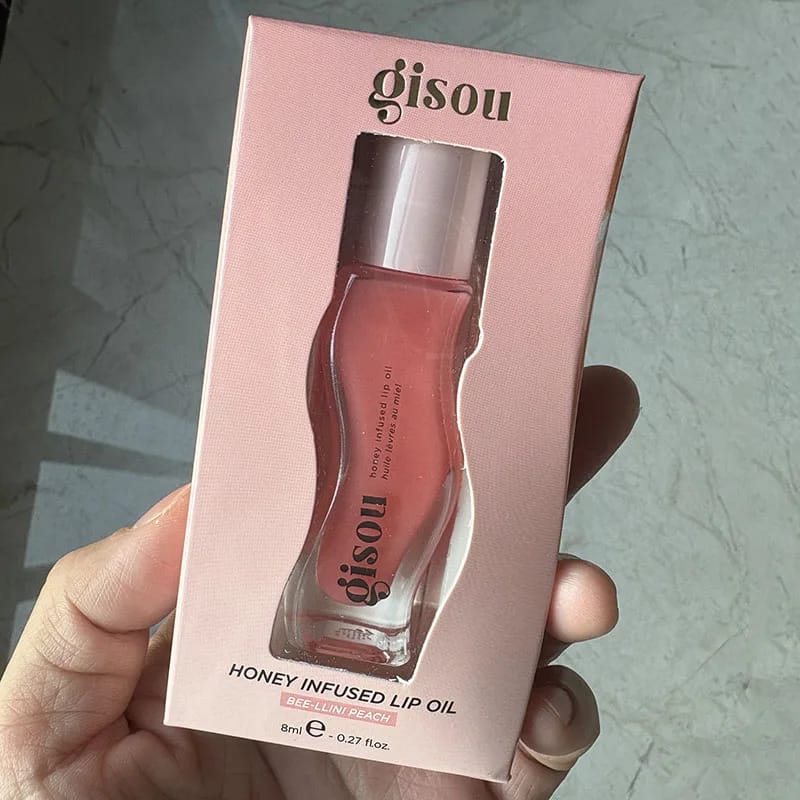 gisou
honey infused lip oil
huile lèvres au miel
gisou
HONEY INFUSED LIP OIL
BEE-LLINI PEACH
8ml e - 0.27 fl.oz.